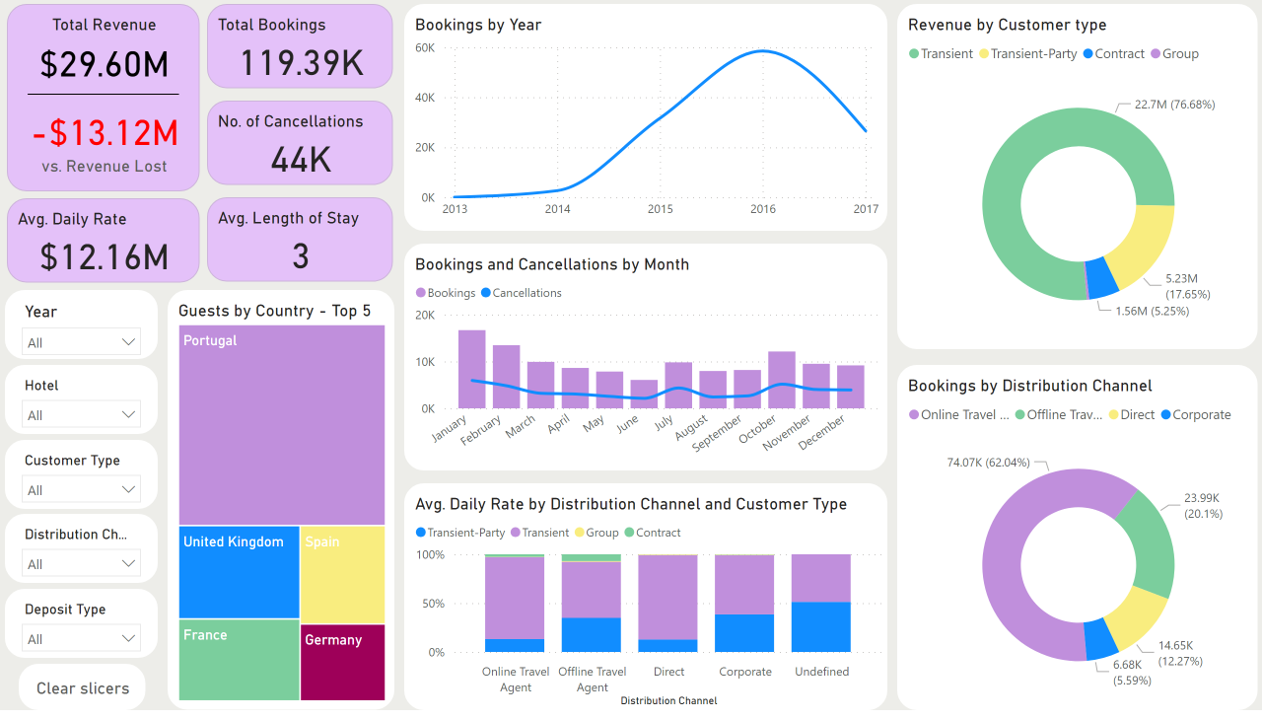 Total Revenue
$29.60M
-$13.12M
vs. Revenue Lost
Total Bookings
119.39K
No. of Cancellations
44K
Avg. Daily Rate
$12.16M
Avg. Length of Stay
3
Year
All
Hotel
All
Customer Type
All
Distribution Ch...
All
Deposit Type
All
Clear slicers
Guests by Country - Top 5
Portugal
United Kingdom
Spain
France
Germany
Bookings by Year
60K
40K
20K
0K
2013 2014 2015 2016 2017
Bookings and Cancellations by Month
Bookings Cancellations
20K
10K
0K
January February March April May June July August September October November December
Avg. Daily Rate by Distribution Channel and Customer Type
Transient-Party Transient Group Contract
100%
50%
0%
Online Travel Agent
Offline Travel Agent
Direct
Corporate
Undefined
Distribution Channel
Revenue by Customer type
Transient Transient-Party Contract Group
22.7M (76.68%)
5.23M
(17.65%)
1.56M (5.25%)
Bookings by Distribution Channel
Online Travel ... Offline Trav... Direct Corporate
74.07K (62.04%)
23.99K
(20.1%)
14.65K
(12.27%)
6.68K
(5.59%)